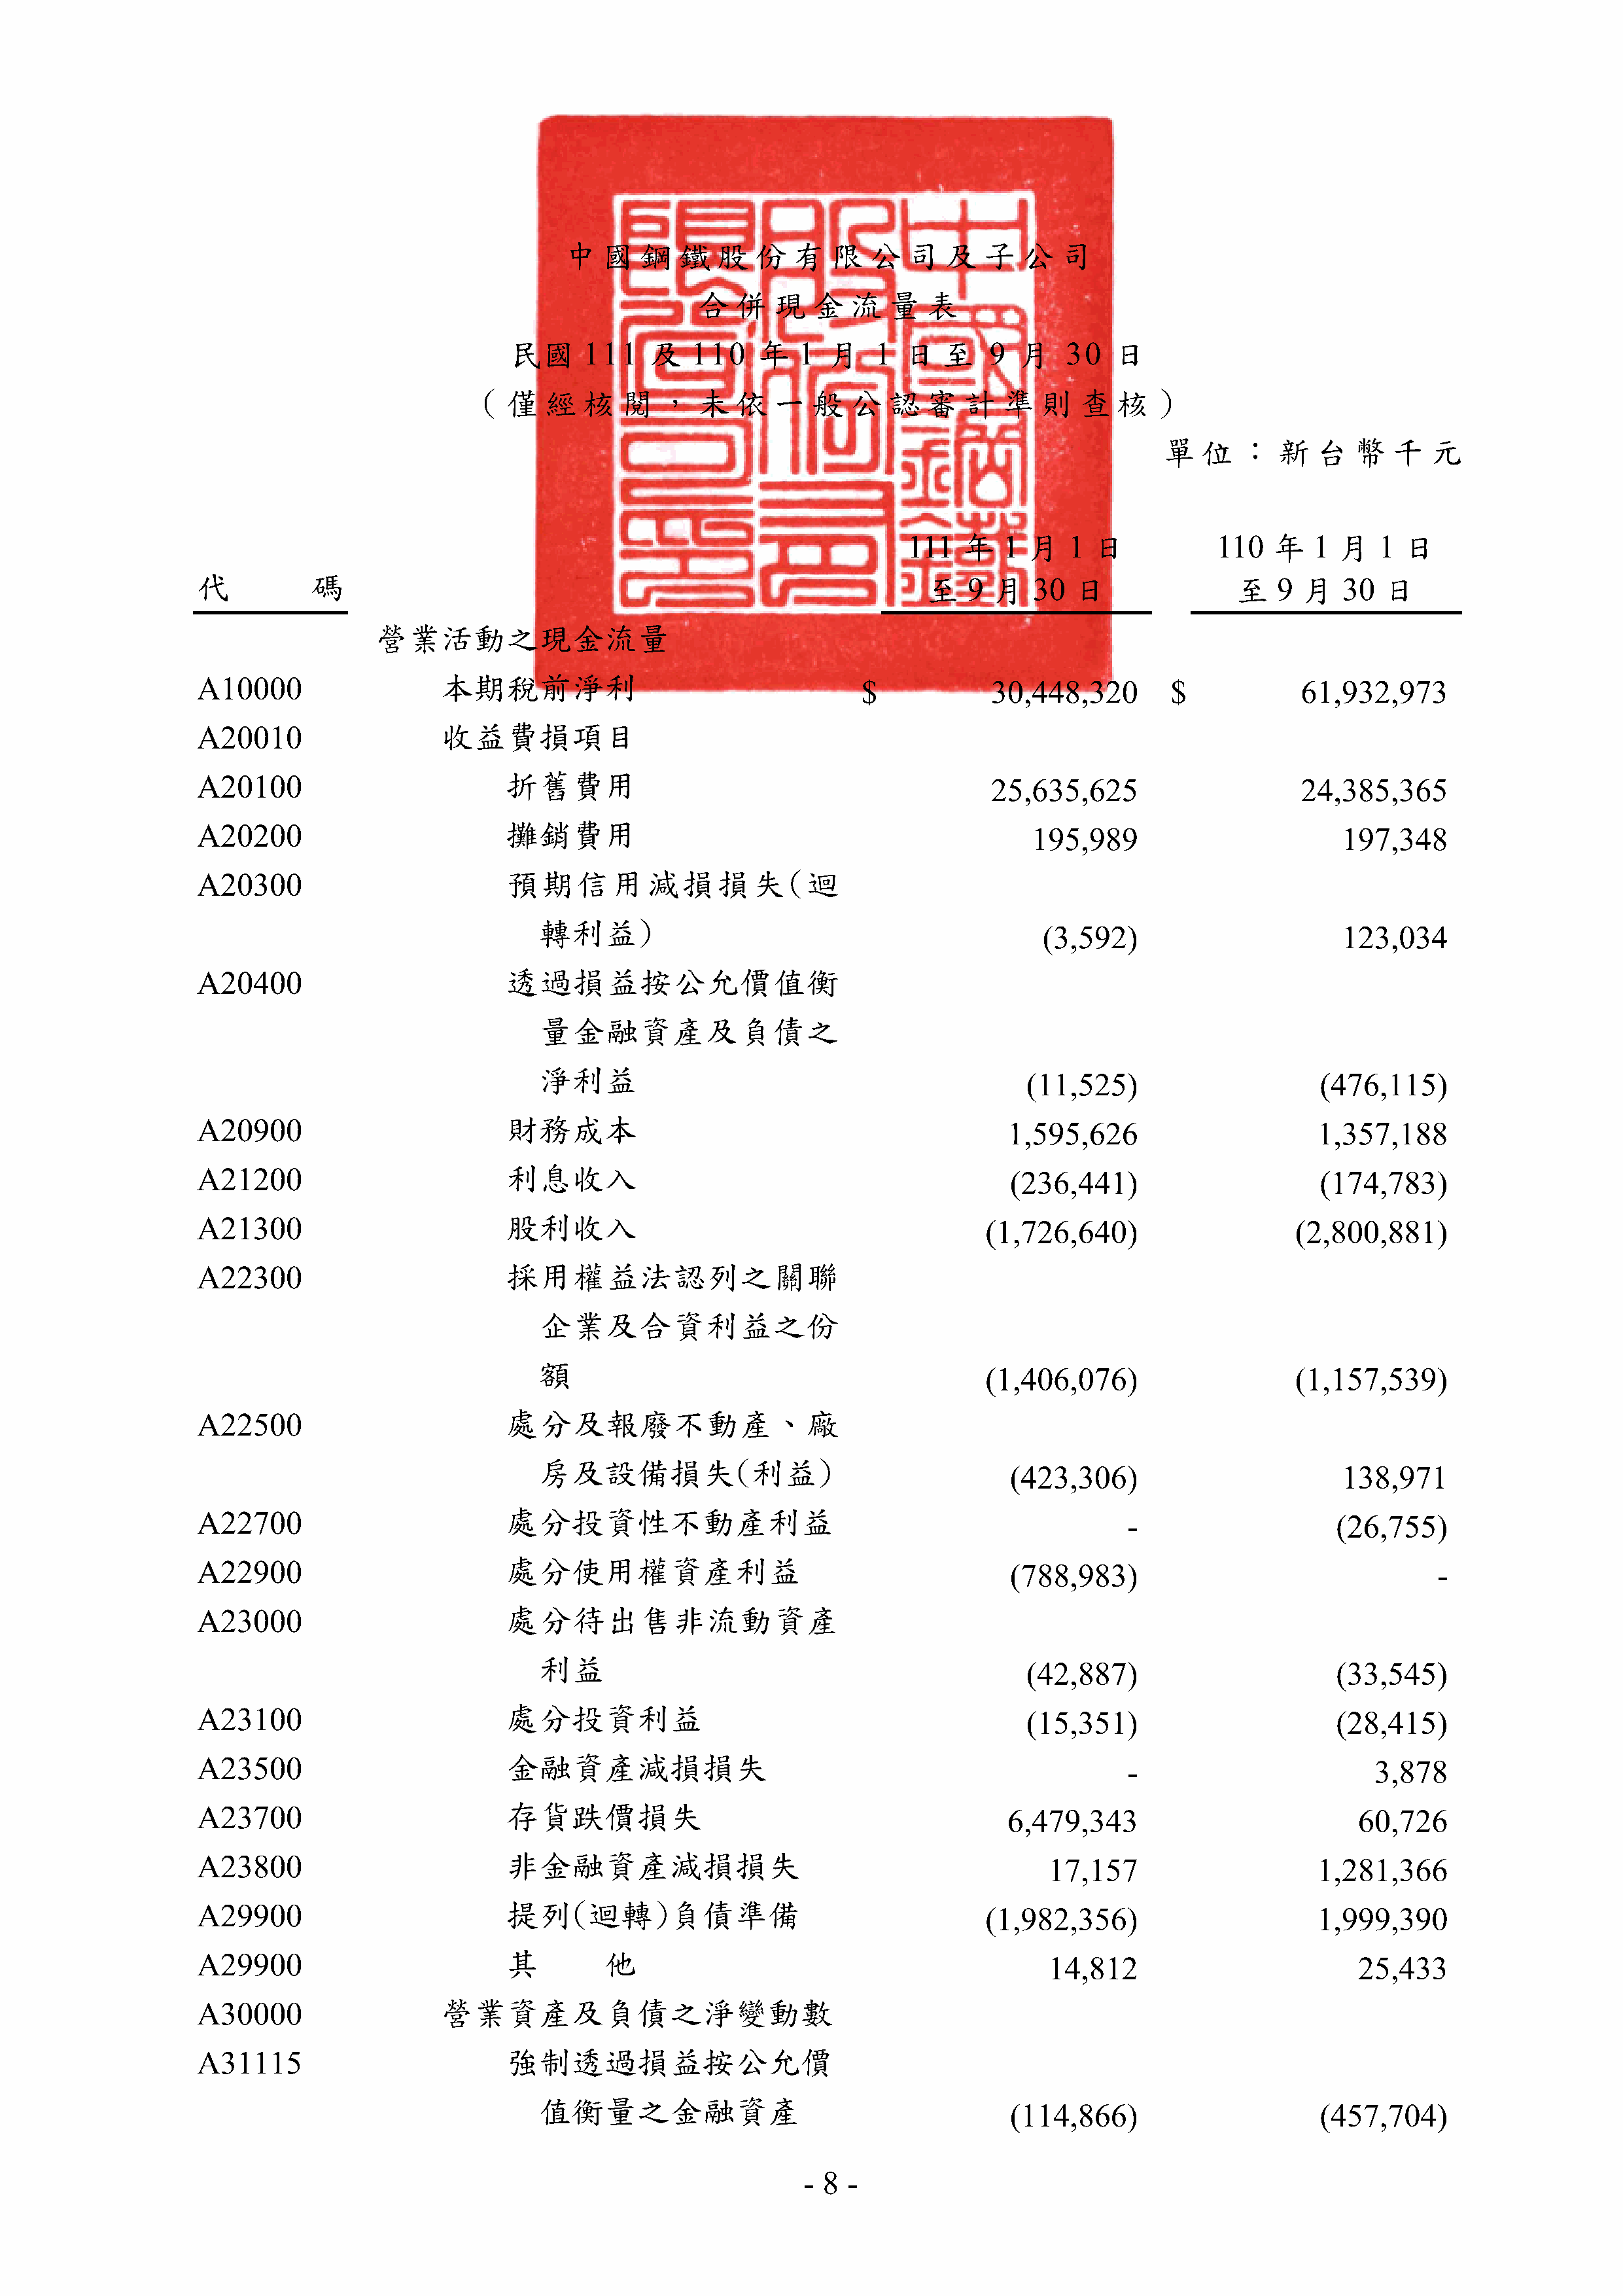 中國鋼鐵股份有限公司及子公司
合併現金流量表
民國 111 及 110 年 1 月 1 日至 9 月 30 日
（僅經核閱，未依一般公認審計準則查核）
單位：新台幣千元
111 年 1 月 1 日 110 年 1 月 1 日
代 碼 至 9 月 30 日 至 9 月 30 日
營業活動之現金流量
A10000 本期稅前淨利 $ 30,448,320 $ 61,932,973
A20010 收益費損項目
A20100 折舊費用 25,635,625 24,385,365
A20200 攤銷費用 195,989 197,348
A20300 預期信用減損損失（迴
轉利益） (3,592) 123,034
A20400 透過損益按公允價值衡
量金融資產及負債之
淨利益 (11,525) (476,115)
A20900 財務成本 1,595,626 1,357,188
A21200 利息收入 (236,441) (174,783)
A21300 股利收入 (1,726,640) (2,800,881)
A22300 採用權益法認列之關聯
企業及合資利益之份
額 (1,406,076) (1,157,539)
A22500 處分及報廢不動產、廠
房及設備損失（利益） (423,306) 138,971
A22700 處分投資性不動產利益 - (26,755)
A22900 處分使用權資產利益 (788,983) -
A23000 處分待出售非流動資產
利益 (42,887) (33,545)
A23100 處分投資利益 (15,351) (28,415)
A23500 金融資產減損損失 - 3,878
A23700 存貨跌價損失 6,479,343 60,726
A23800 非金融資產減損損失 17,157 1,281,366
A29900 提列（迴轉）負債準備 (1,982,356) 1,999,390
A29900 其 他 14,812 25,433
A30000 營業資產及負債之淨變動數
A31115 強制透過損益按公允價
值衡量之金融資產 (114,866) (457,704)
- 8 -